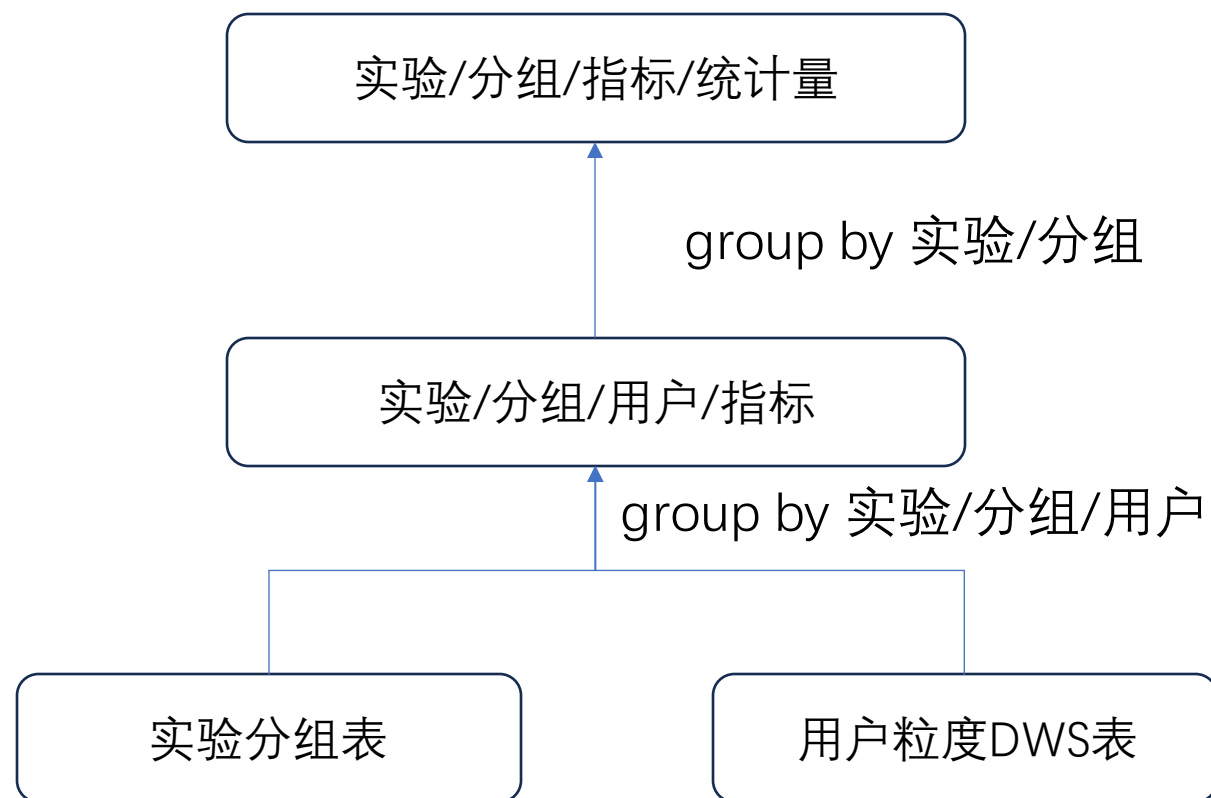 实验/分组/指标/统计量
group by 实验/分组
实验/分组/用户/指标
group by 实验/分组/用户
实验分组表
用户粒度DWS表